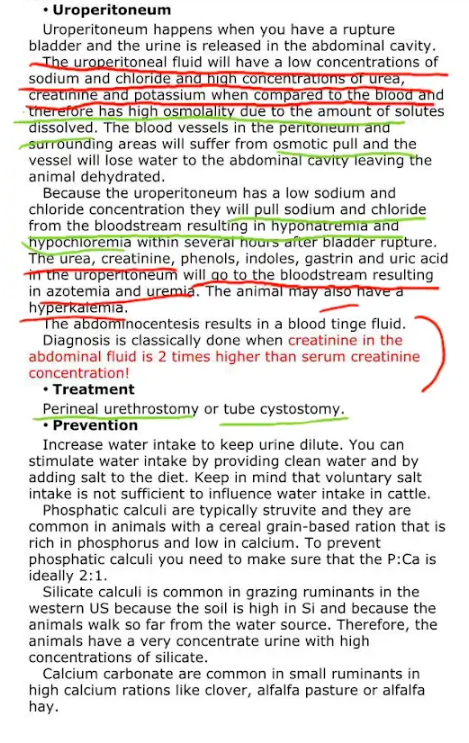 • Uroperitoneum
Uroperitoneum happens when you have a rupture
bladder and the urine is released in the abdominal cavity.
The uroperitoneal fluid will have a low concentrations of
sodium and chloride and high concentrations of urea,
creatinine and potassium when compared to the blood and
therefore has high osmolality due to the amount of solutes
dissolved. The blood vessels in the peritoneum and
surrounding areas will suffer from osmotic pull and the
vessel will lose water to the abdominal cavity leaving the
animal dehydrated.
Because the uroperitoneum has a low sodium and
chloride concentration they will pull sodium and chloride
from the bloodstream resulting in hyponatremia and
hypochloremia within several hours after bladder rupture.
The urea, creatinine, phenols, indoles, gastrin and uric acid
in the uroperitoneum will go to the bloodstream resulting
in azotemia and uremia. The animal may also have a
hyperkalemia.
The abdominocentesis results in a blood tinge fluid.
Diagnosis is classically done when creatinine in the
abdominal fluid is 2 times higher than serum creatinine
concentration!
• Treatment
Perineal urethrostomy or tube cystostomy.
• Prevention
Increase water intake to keep urine dilute. You can
stimulate water intake by providing clean water and by
adding salt to the diet. Keep in mind that voluntary salt
intake is not sufficient to influence water intake in cattle.
Phosphatic calculi are typically struvite and they are
common in animals with a cereal grain-based ration that is
rich in phosphorus and low in calcium. To prevent
phosphatic calculi you need to make sure that the P:Ca is
ideally 2:1.
Silicate calculi is common in grazing ruminants in the
western US because the soil is high in Si and because the
animals walk so far from the water source. Therefore, the
animals have a very concentrate urine with high
concentrations of silicate.
Calcium carbonate are common in small ruminants in
high calcium rations like clover, alfalfa pasture or alfalfa
hay.